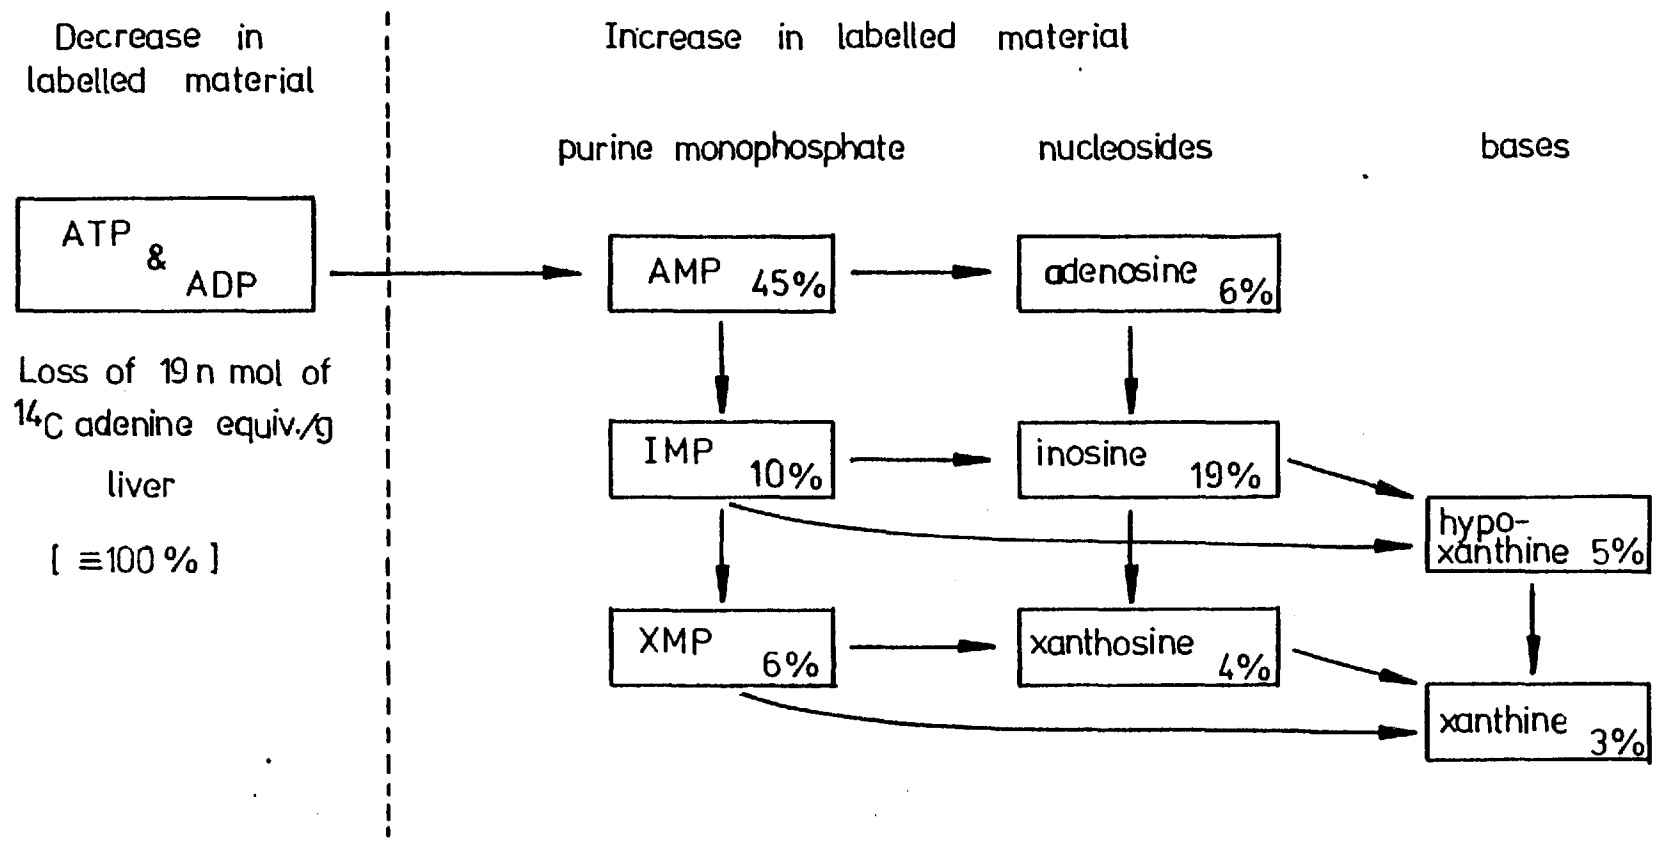 Decrease in
labelled material
Increase in labelled material
purine monophosphate nucleosides bases
ATP
&
ADP
AMP 45%
adenosine 6%
Loss of 19 n mol of
14C adenine equiv./g
liver
[ ≡100 % ]
IMP 10%
inosine 19%
hypo-
xanthine 5%
XMP 6%
xanthosine 4%
xanthine 3%